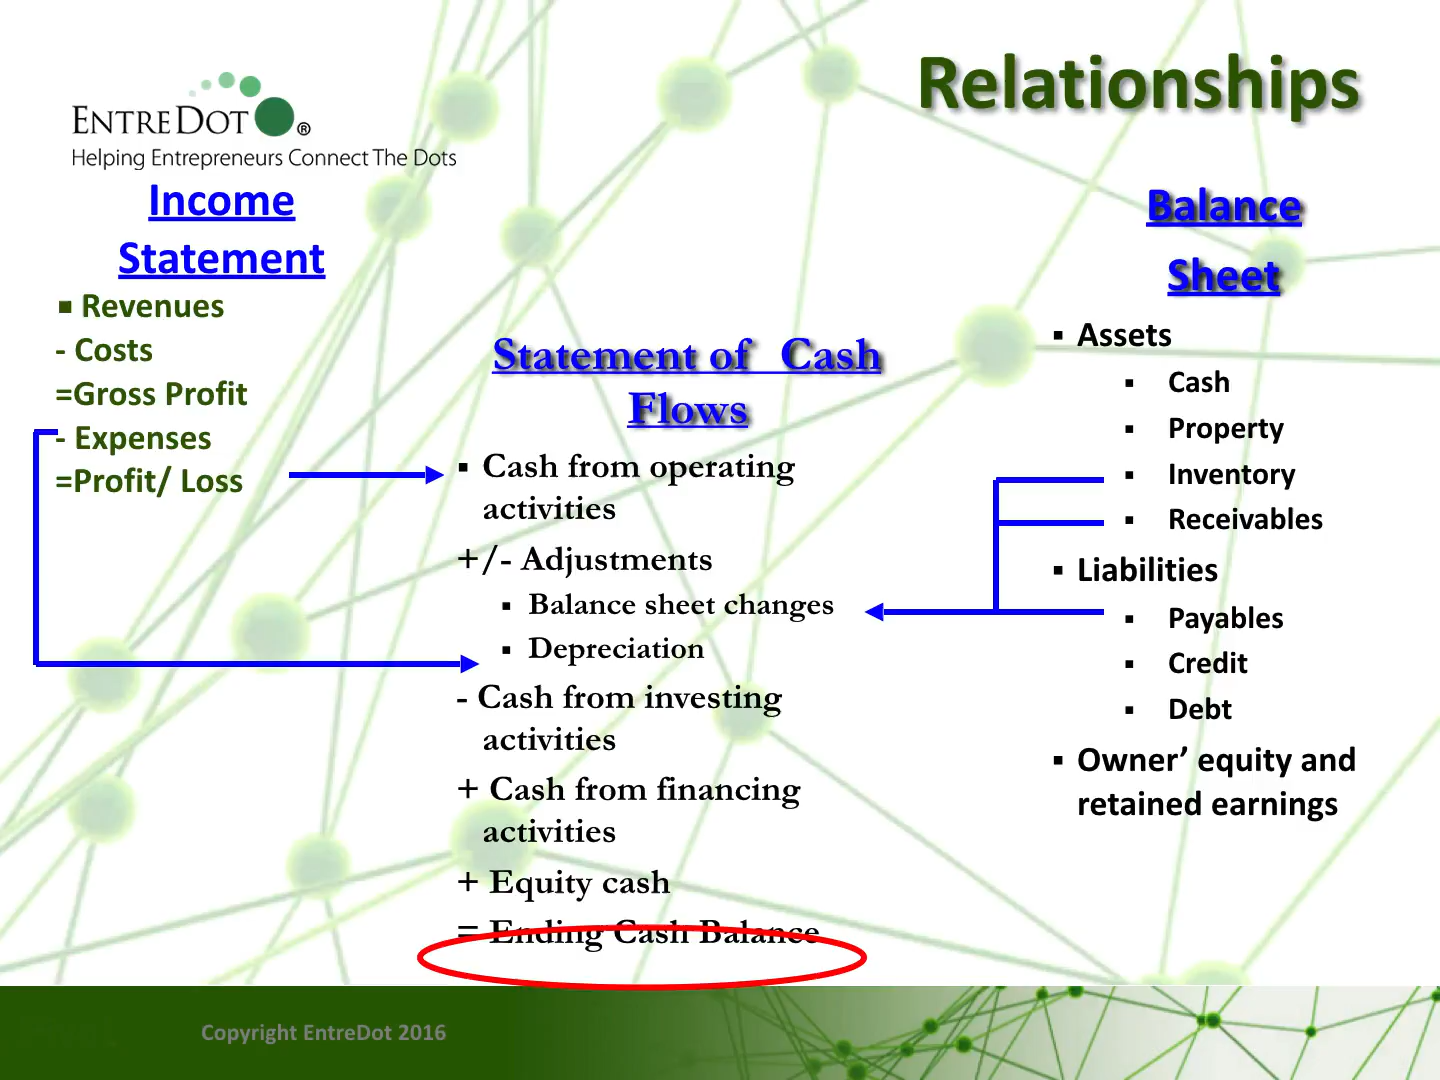 Relationships
ENTREDOT®
Helping Entrepreneurs Connect The Dots
Income
Statement
▪ Revenues
- Costs
=Gross Profit
- Expenses
=Profit/ Loss
Statement of Cash
Flows
▪ Cash from operating
activities
+/- Adjustments
▪ Balance sheet changes
▪ Depreciation
- Cash from investing
activities
+ Cash from financing
activities
+ Equity cash
= Ending Cash Balance
Balance
Sheet
▪ Assets
▪ Cash
▪ Property
▪ Inventory
▪ Receivables
▪ Liabilities
▪ Payables
▪ Credit
▪ Debt
▪ Owner’ equity and
retained earnings
Copyright EntreDot 2016